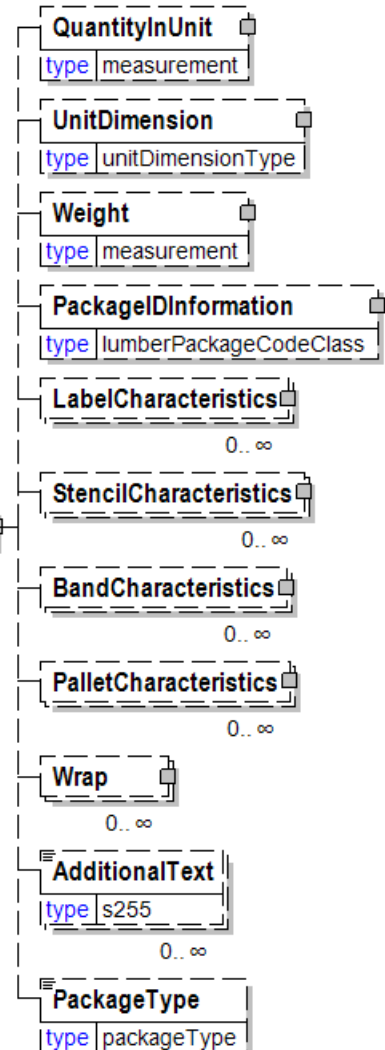 QuantityInUnit
type measurement
UnitDimension
type unitDimensionType
Weight
type measurement
PackageIDInformation
type lumberPackageCodeClass
LabelCharacteristics
0.. ∞
StencilCharacteristics
0.. ∞
BandCharacteristics
0.. ∞
PalletCharacteristics
0.. ∞
Wrap
0.. ∞
AdditionalText
type s255
0.. ∞
PackageType
type packageType